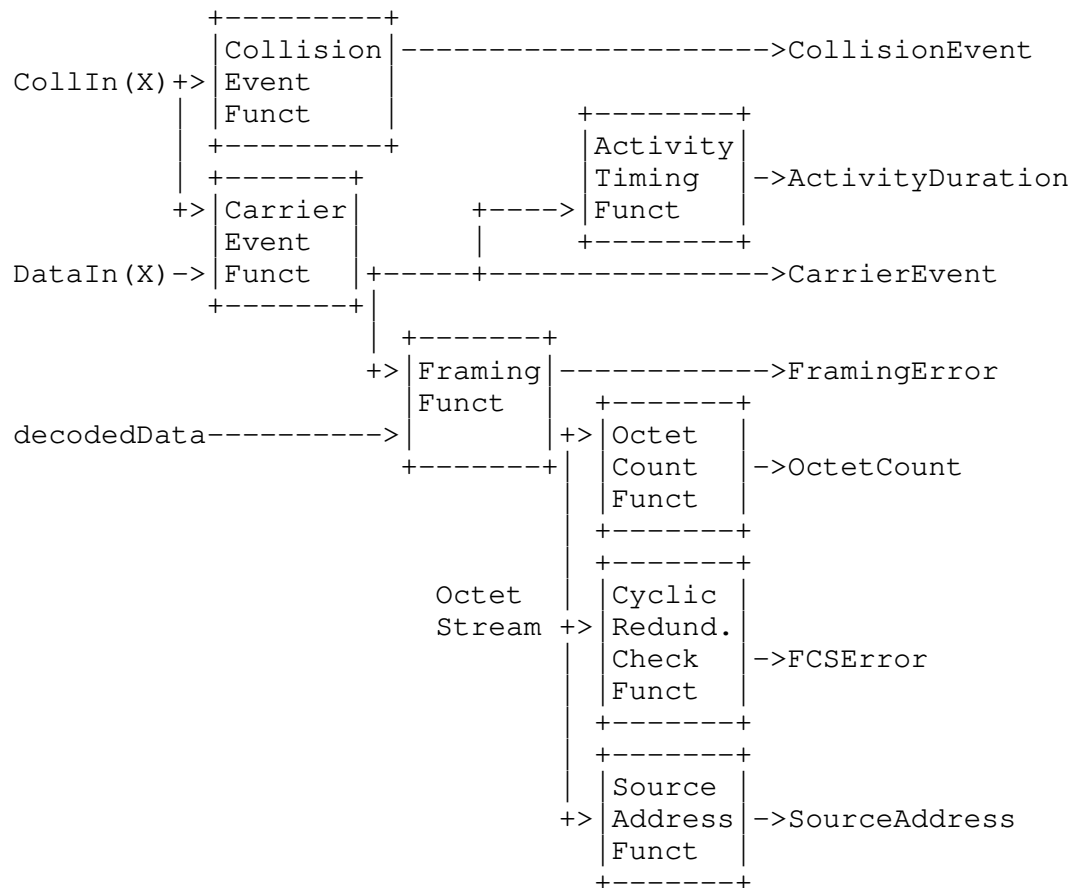 Collision
CollisionEvent
CollIn(X)
Event
Funct
Activity
Timing
ActivityDuration
Carrier
Funct
Event
DataIn(X)
Funct
CarrierEvent
Framing
FramingError
Funct
decodedData
Octet
Count
OctetCount
Funct
Octet
Cyclic
Stream
Redund.
Check
FCSError
Funct
Source
Address
SourceAddress
Funct